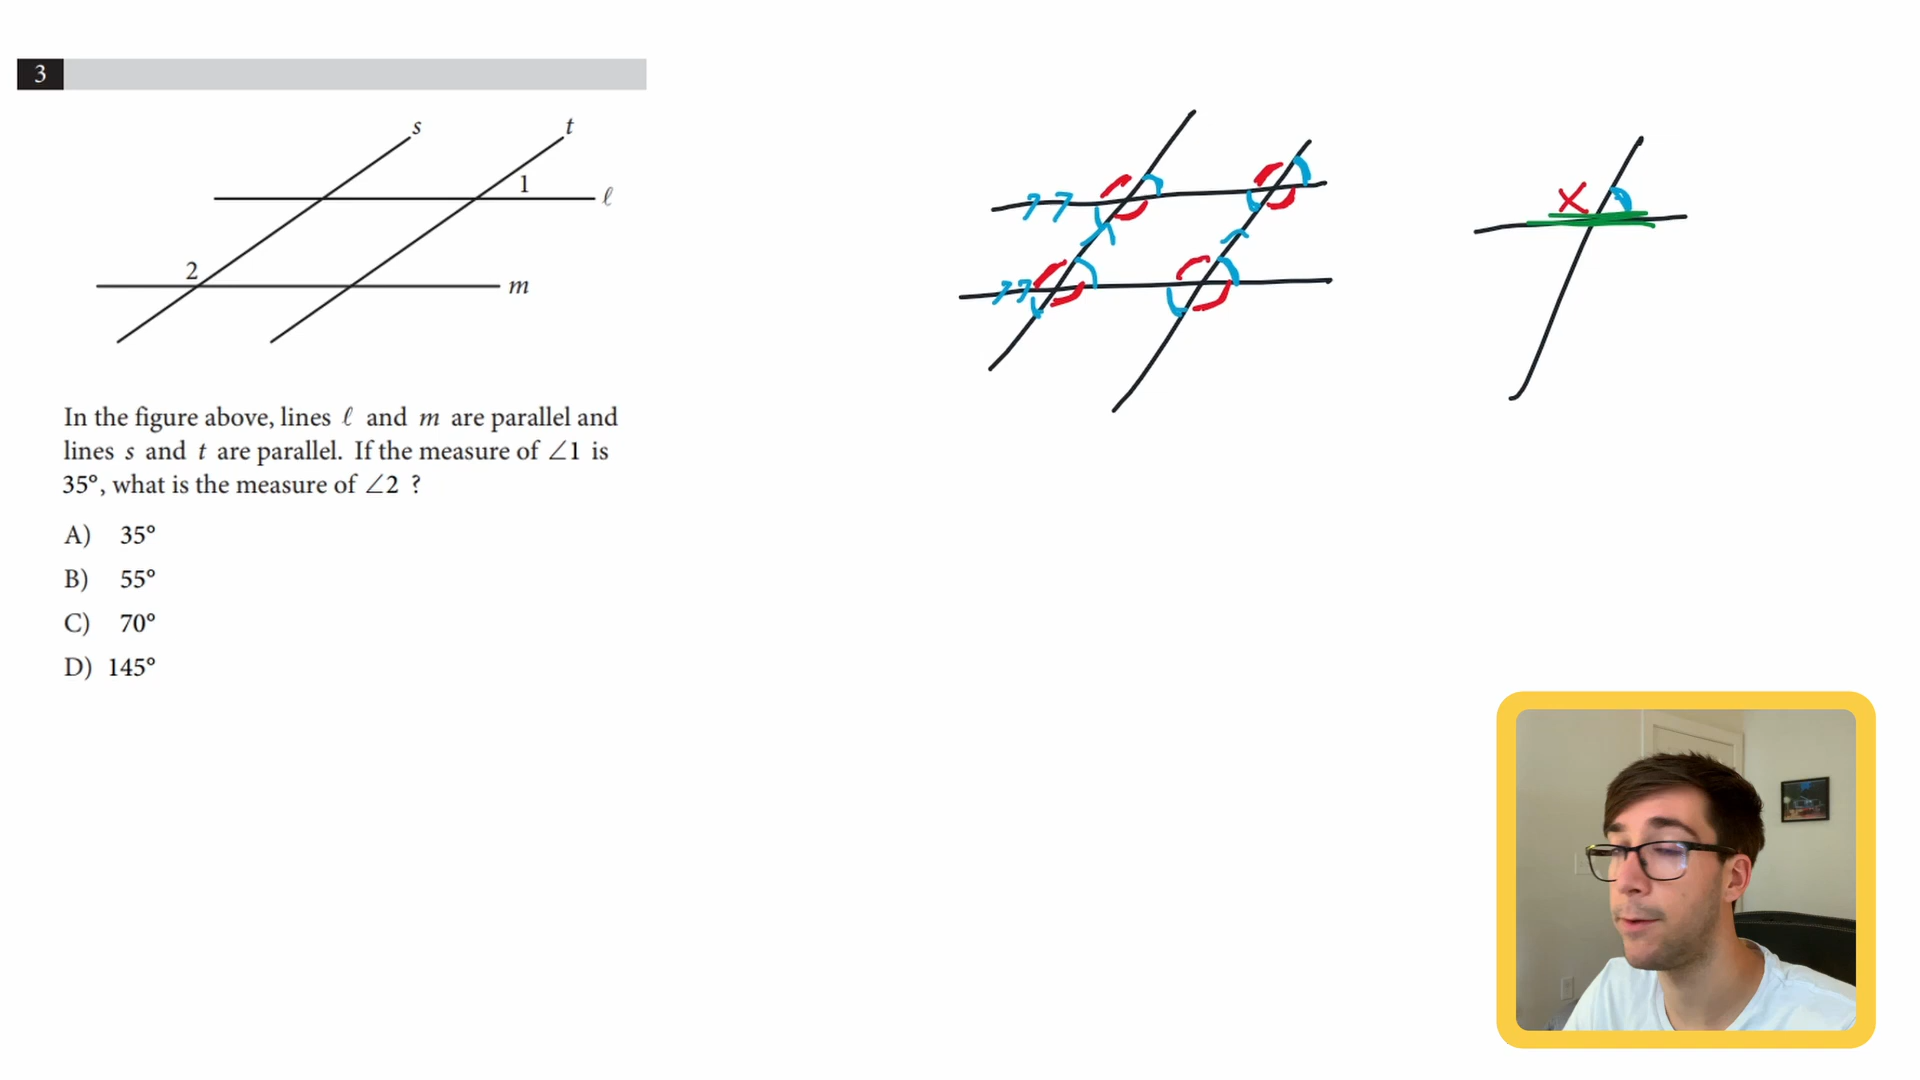 3
s
t
1
ℓ
2
m
In the figure above, lines ℓ and m are parallel and
lines s and t are parallel. If the measure of ∠1 is
35°, what is the measure of ∠2 ?
A) 35°
B) 55°
C) 70°
D) 145°
x